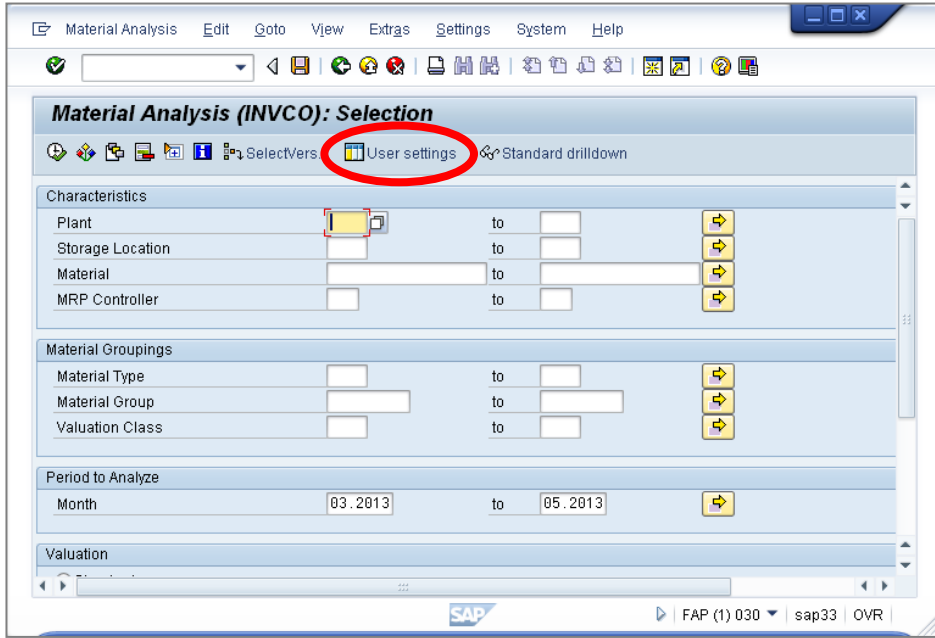 Material Analysis Edit Goto View Extras Settings System Help
Material Analysis (INVCO): Selection
SelectVers. User settings Standard drilldown
Characteristics
Plant to
Storage Location to
Material to
MRP Controller to
Material Groupings
Material Type to
Material Group to
Valuation Class to
Period to Analyze
Month 03.2013 to 05.2013
Valuation
SAP FAP (1) 030 sap33 OVR